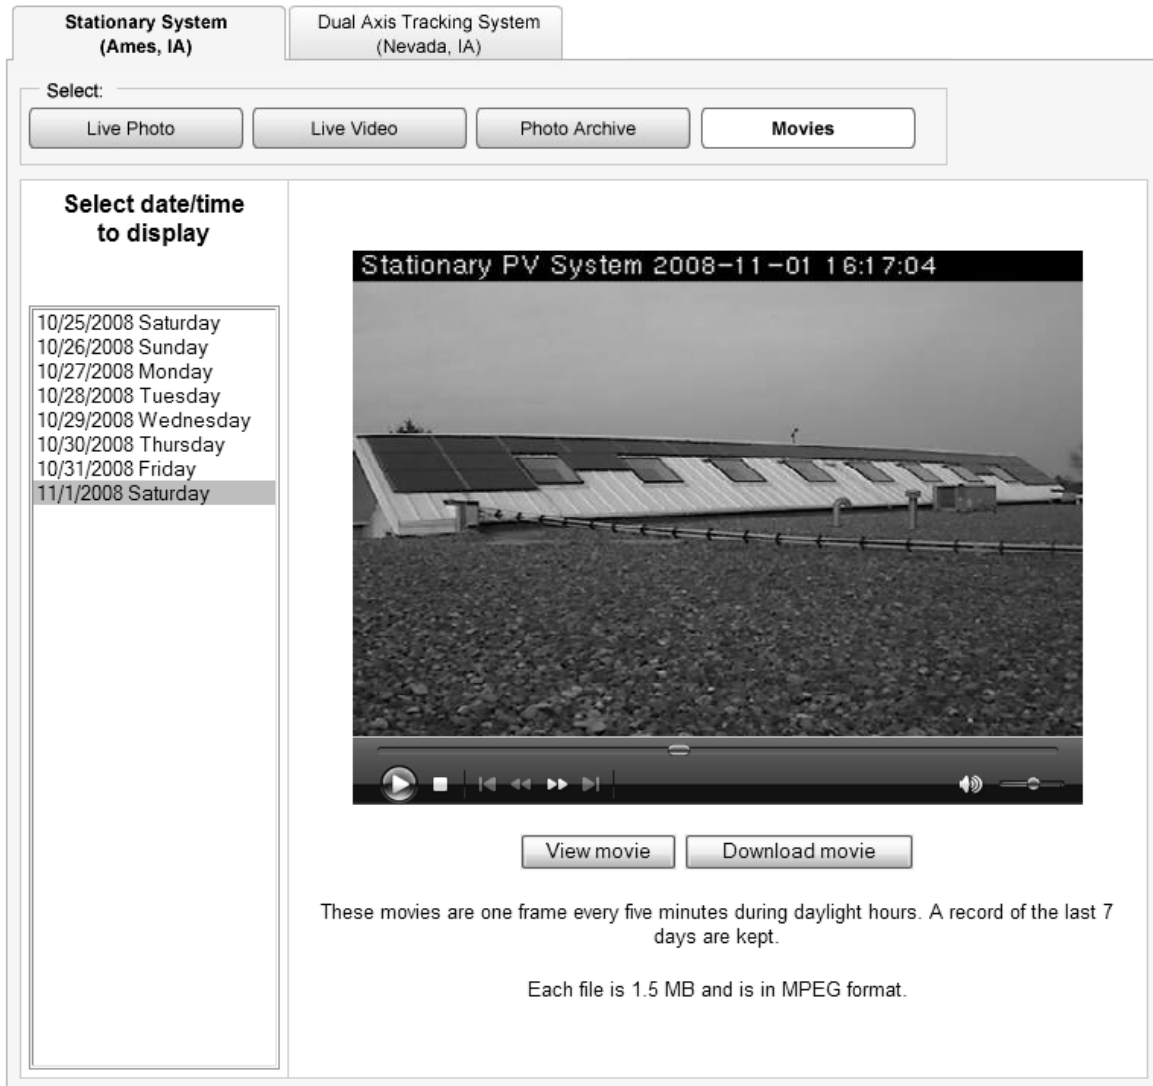 Stationary System
(Ames, IA)
Dual Axis Tracking System
(Nevada, IA)
Select:
Live Photo
Live Video
Photo Archive
Movies
Select date/time
to display
10/25/2008 Saturday
10/26/2008 Sunday
10/27/2008 Monday
10/28/2008 Tuesday
10/29/2008 Wednesday
10/30/2008 Thursday
10/31/2008 Friday
11/1/2008 Saturday
Stationary PV System 2008-11-01 16:17:04
View movie
Download movie
These movies are one frame every five minutes during daylight hours. A record of the last 7
days are kept.
Each file is 1.5 MB and is in MPEG format.